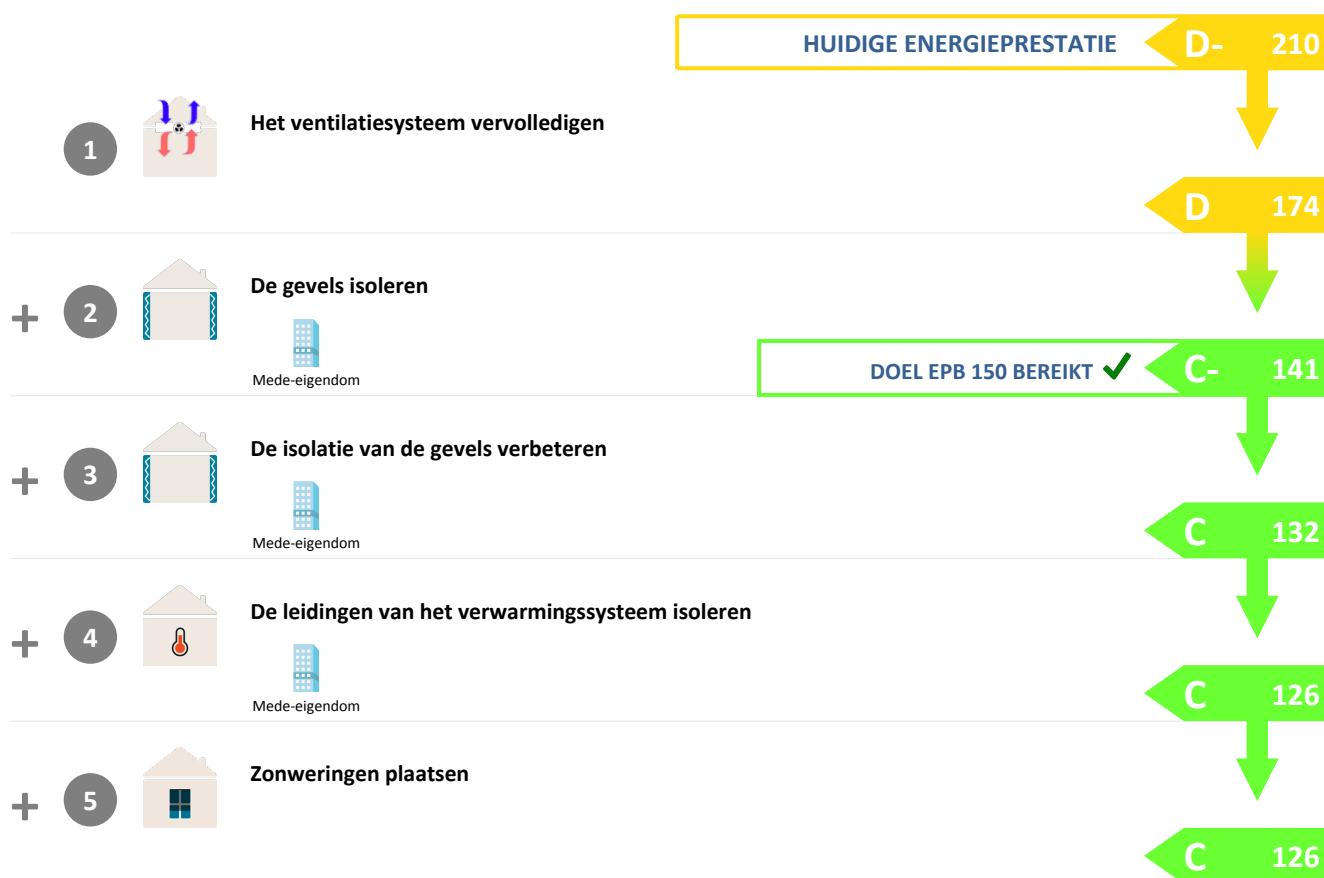 HUIDIGE ENERGIEPRESTATIE D- 210
1 Het ventilatiesysteem vervolledigen
D 174
+ 2 De gevels isoleren
Mede-eigendom
DOEL EPB 150 BEREIKT C- 141
+ 3 De isolatie van de gevels verbeteren
Mede-eigendom
C 132
+ 4 De leidingen van het verwarmingssysteem isoleren
Mede-eigendom
C 126
+ 5 Zonweringen plaatsen
C 126